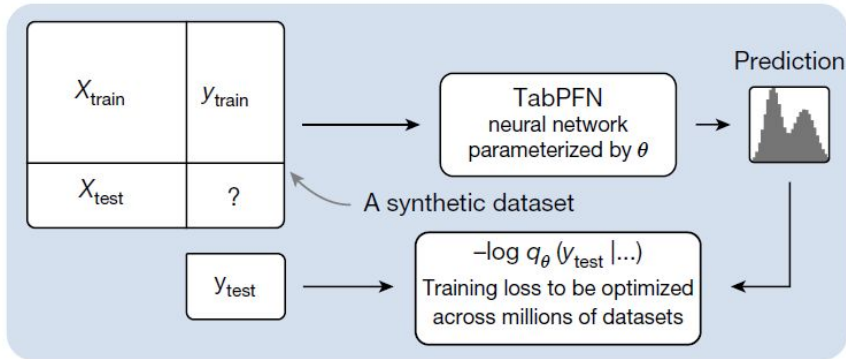 X_train
y_train
X_test
?
TabPFN
neural network
parameterized by θ
Prediction
A synthetic dataset
y_test
–log q_θ (y_test |...)
Training loss to be optimized
across millions of datasets